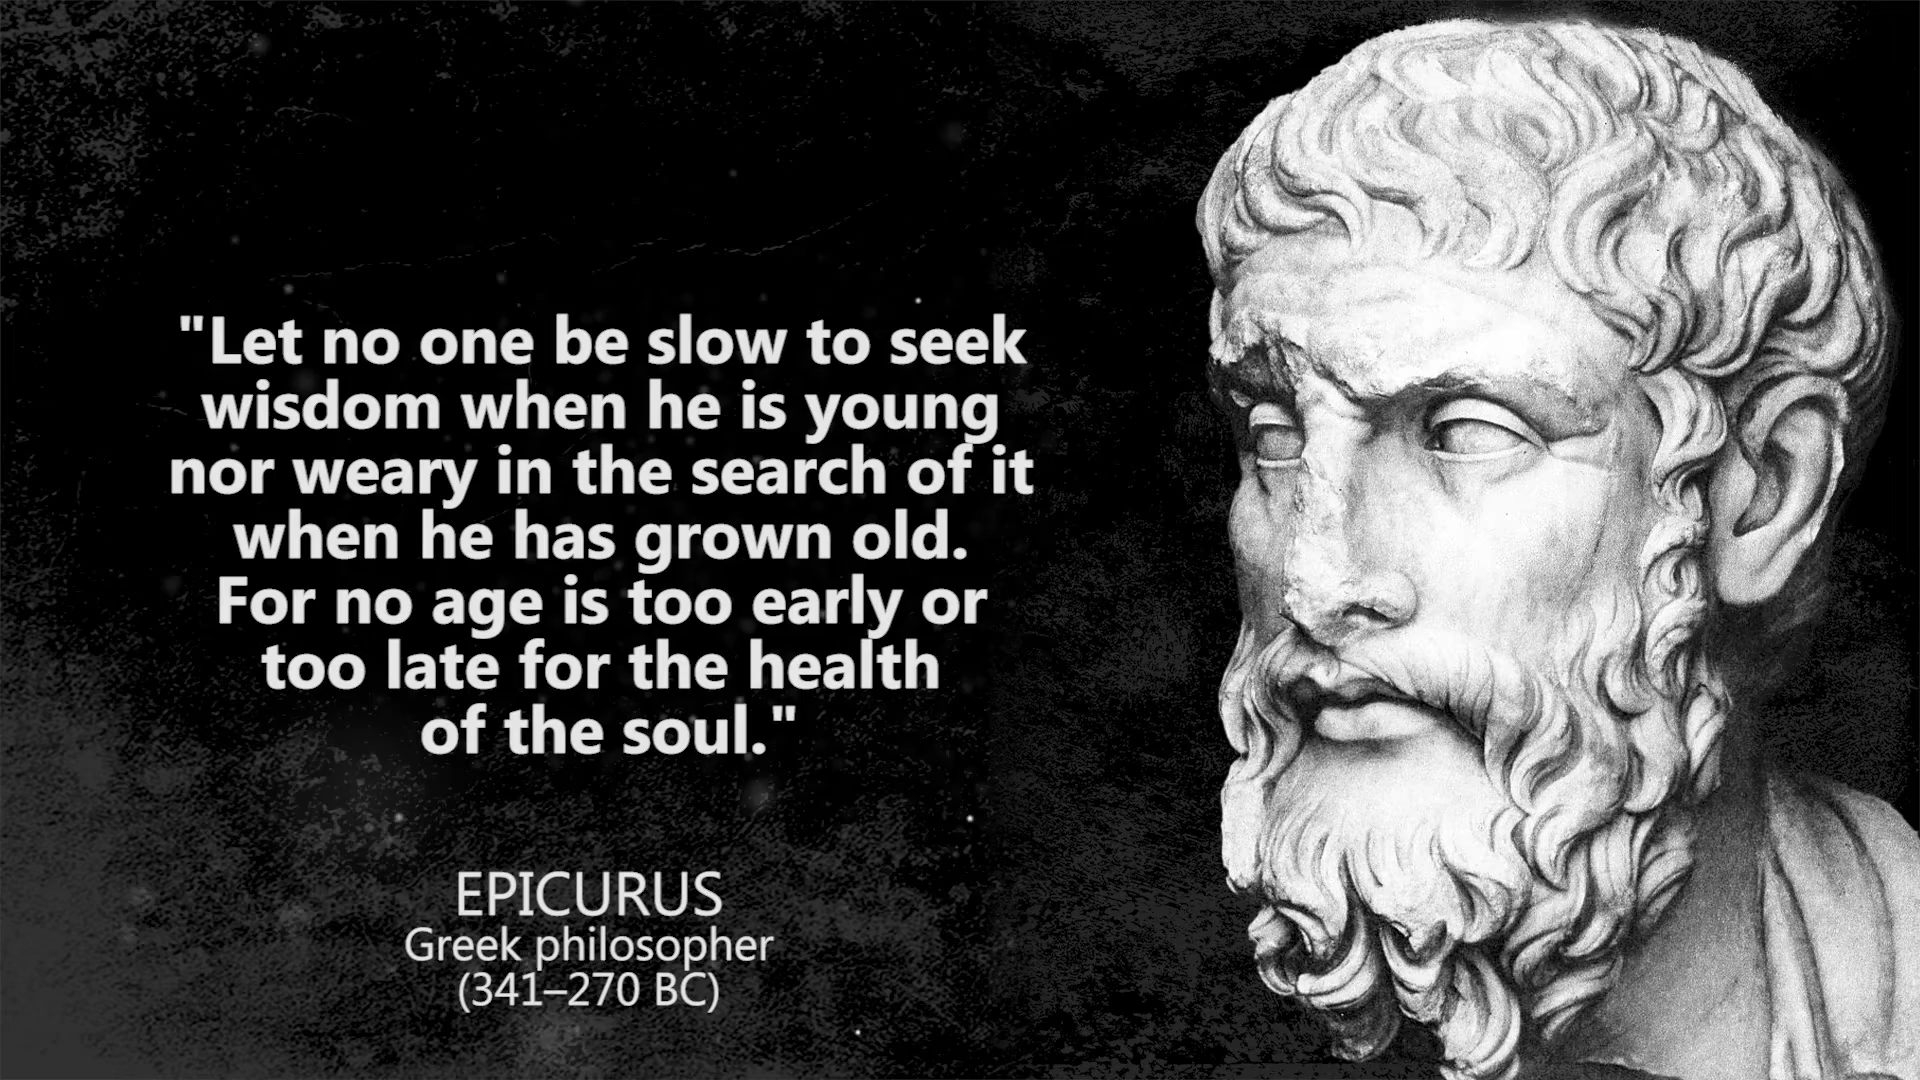 "Let no one be slow to seek
wisdom when he is young
nor weary in the search of it
when he has grown old.
For no age is too early or
too late for the health
of the soul."
EPICURUS
Greek philosopher
(341–270 BC)